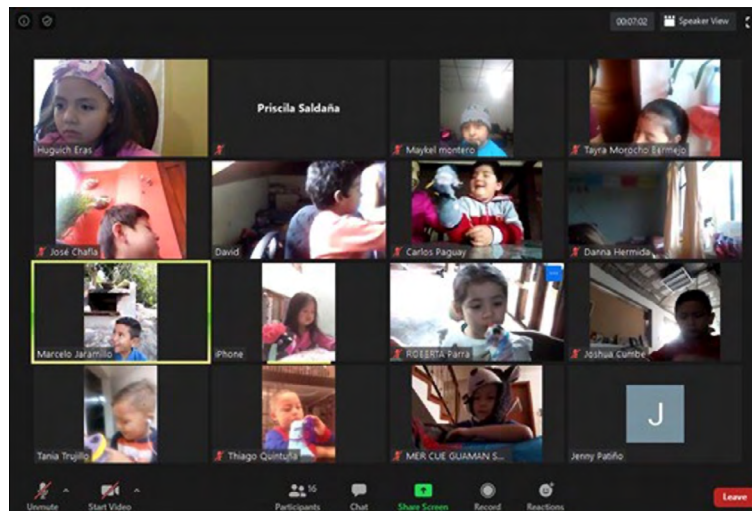 00:07:02 Speaker View
Huguich Eras
Priscila Saldaña
Maykel montero
Tayra Morocho Bermejo
José Chafla
David
Carlos Paguay
Danna Hermida
Marcelo Jaramillo
iPhone
ROBERTA Parra
Joshua Cumbe
Tania Trujillo
Thiago Quintuña
MER CUE GUAMAN S...
J
Jenny Patiño
16
Unmute Start Video Participants Chat Share Screen Record Reactions Leave